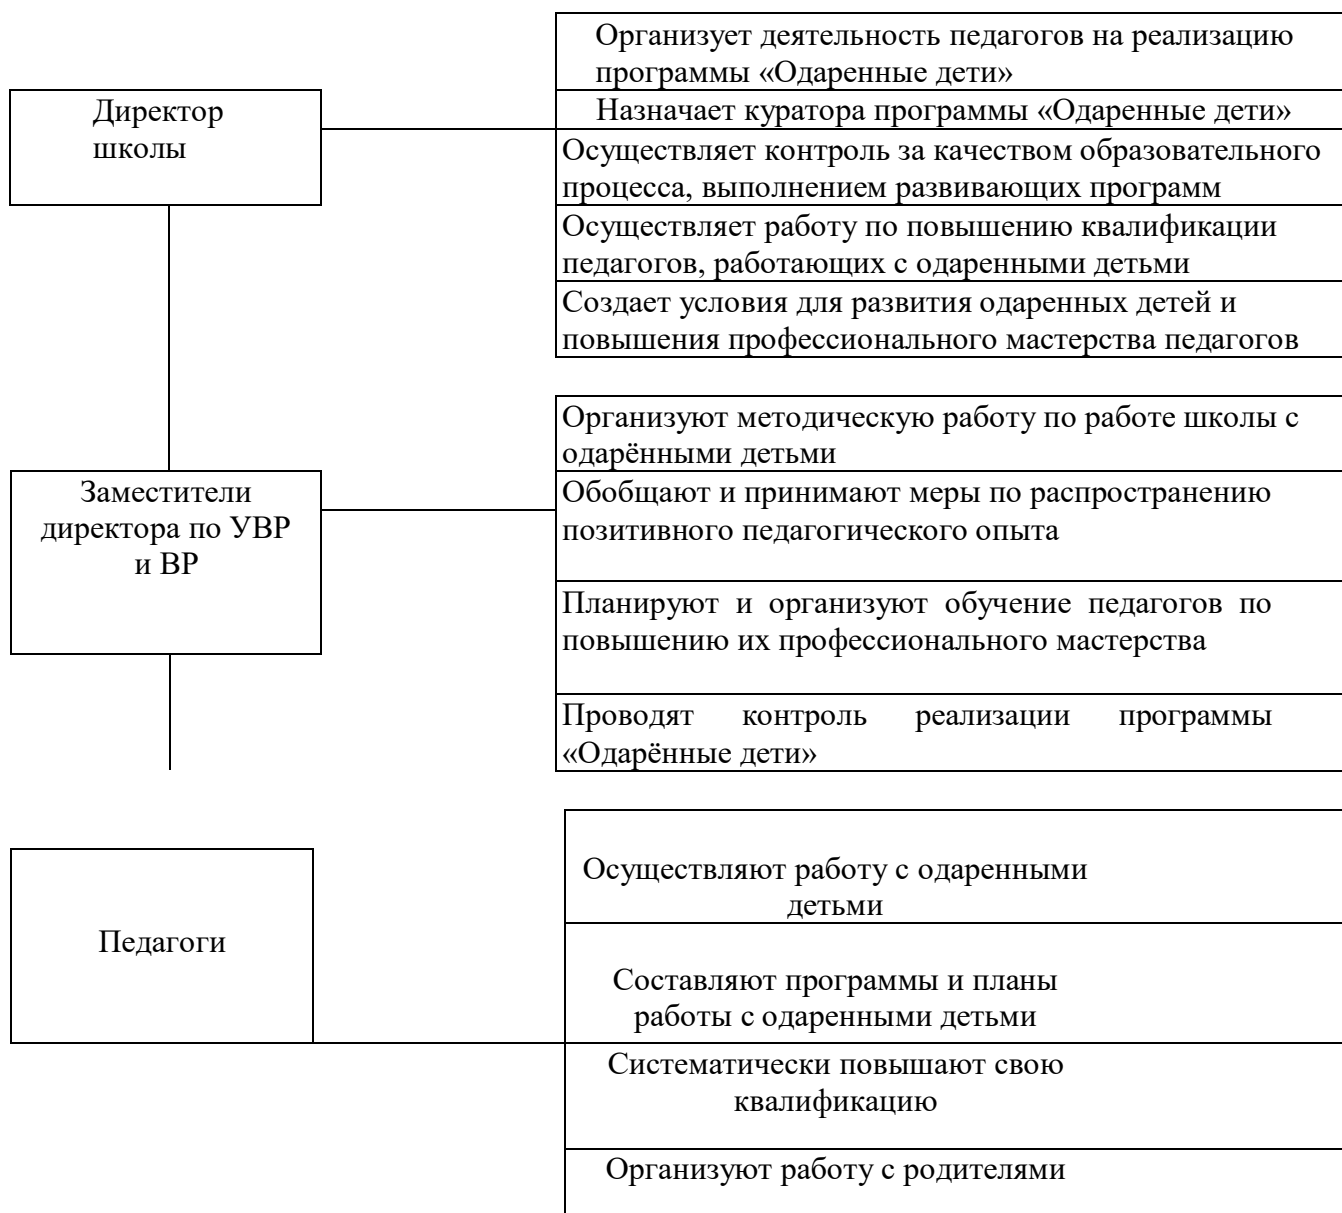 Директор
школы
Организует деятельность педагогов на реализацию
программы «Одаренные дети»
Назначает куратора программы «Одаренные дети»
Осуществляет контроль за качеством образовательного
процесса, выполнением развивающих программ
Осуществляет работу по повышению квалификации
педагогов, работающих с одаренными детьми
Создает условия для развития одаренных детей и
повышения профессионального мастерства педагогов
Заместители
директора по УВР
и ВР
Организуют методическую работу по работе школы с
одарёнными детьми
Обобщают и принимают меры по распространению
позитивного педагогического опыта
Планируют и организуют обучение педагогов по
повышению их профессионального мастерства
Проводят контроль реализации программы
«Одарённые дети»
Педагоги
Осуществляют работу с одаренными
детьми
Составляют программы и планы
работы с одаренными детьми
Систематически повышают свою
квалификацию
Организуют работу с родителями